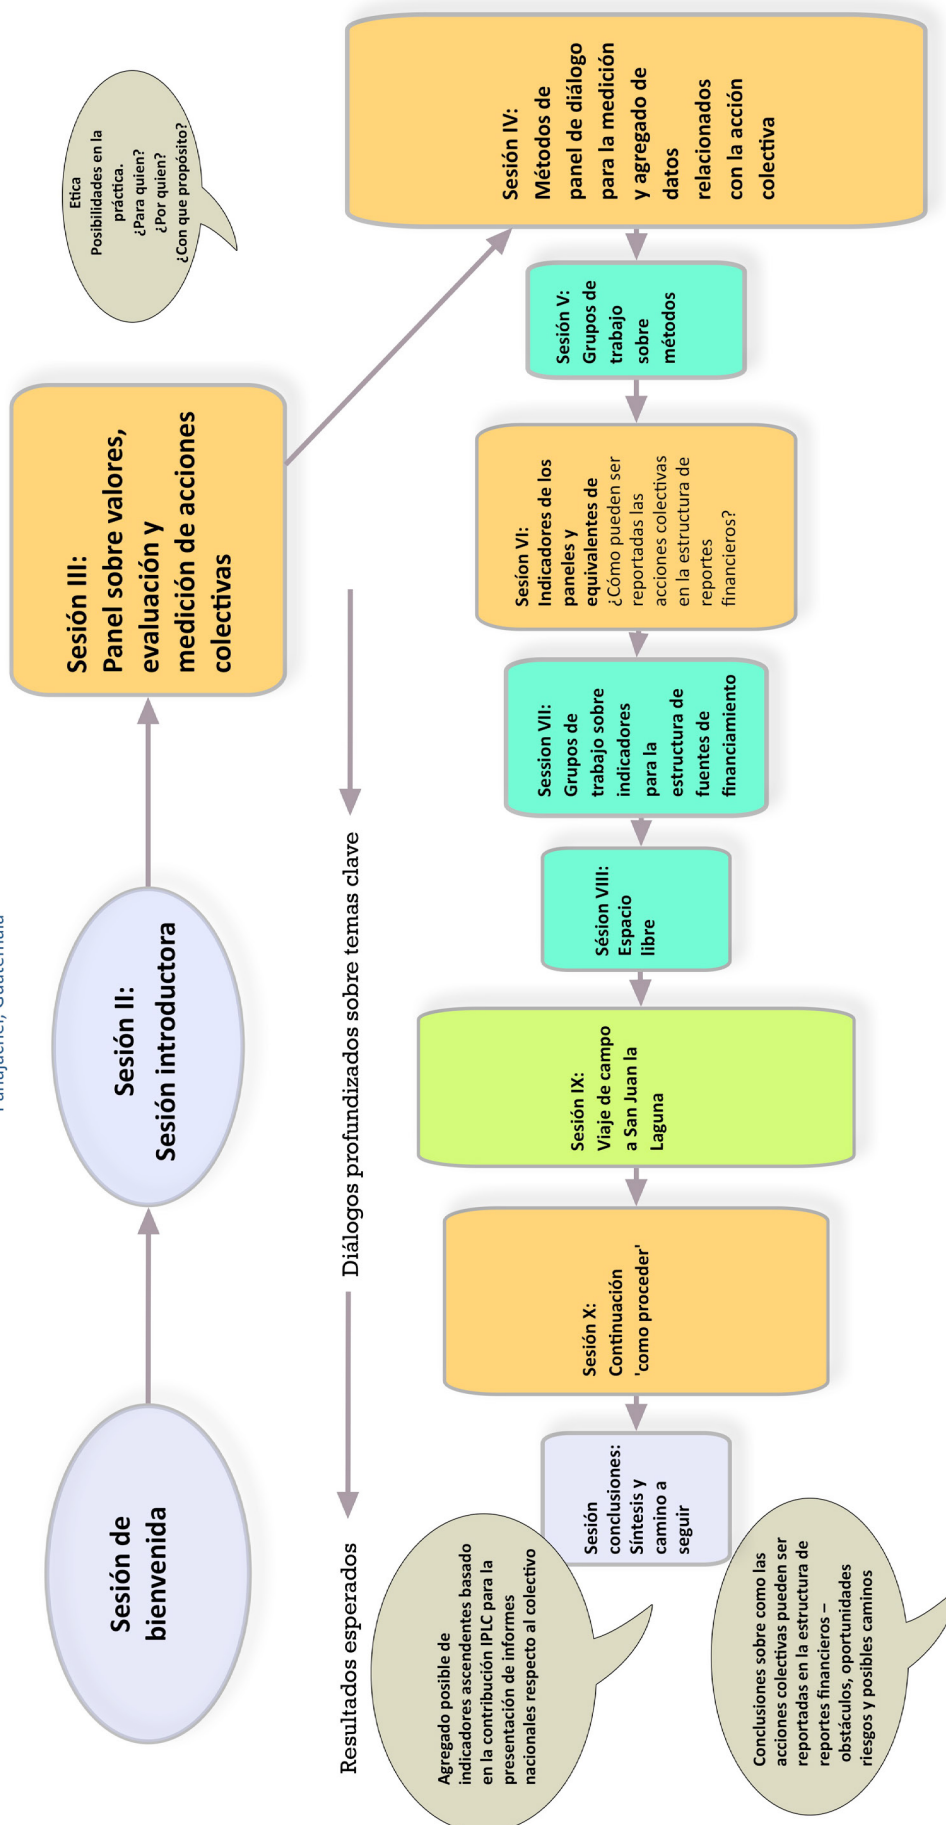 Panajachel, Guatemala
Sesión de
bienvenida
Sesión II:
Sesión introductora
Sesión III:
Panel sobre valores,
evaluación y
medición de acciones
colectivas
Etica
Posibilidades en la
práctica.
¿Para quien?
¿Por quien?
¿Con que propósito?
Resultados esperados
Diálogos profundizados sobre temas clave
Sesión IV:
Métodos de
panel de diálogo
para la medición
y agregado de
datos
relacionados
con la acción
colectiva
Sesión V:
Grupos de
trabajo
sobre
métodos
Sesíon VI:
Indicadores de los
paneles y
equivalentes de
¿Cómo pueden ser
reportadas las
acciones colectivas
en la estructura de
reportes
financieros?
Session VII:
Grupos de
trabajo sobre
indicadores
para la
estructura de
fuentes de
financiamiento
Sésion VIII:
Espacio
libre
Sesión IX:
Viaje de campo
a San Juan la
Laguna
Sesión X:
Continuación
'como proceder'
Sesión
conclusiones:
Síntesis y
camino a
seguir
Agregado posible de
indicadores ascendentes basado
en la contribución IPLC para la
presentación de informes
nacionales respecto al colectivo
Conclusiones sobre como las
acciones colectivas pueden ser
reportadas en la estructura de
reportes financieros –
obstáculos, oportunidades
riesgos y posibles caminos